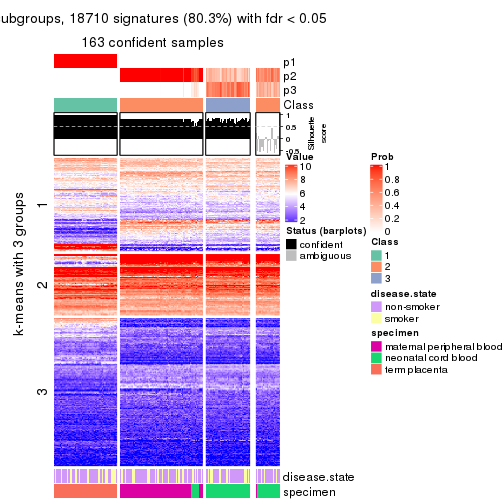 ubgroups, 18710 signatures (80.3%) with fdr < 0.05
163 confident samples
p1
p2
p3
Class
1
0.5
0
-0.5
Silhouette
score
k-means with 3 groups
1
2
3
Value
10
8
6
4
2
Status (barplots)
confident
ambiguous
Prob
1
0.8
0.6
0.4
0.2
0
Class
1
2
3
disease.state
non-smoker
smoker
specimen
maternal peripheral blood
neonatal cord blood
term placenta
disease.state
specimen